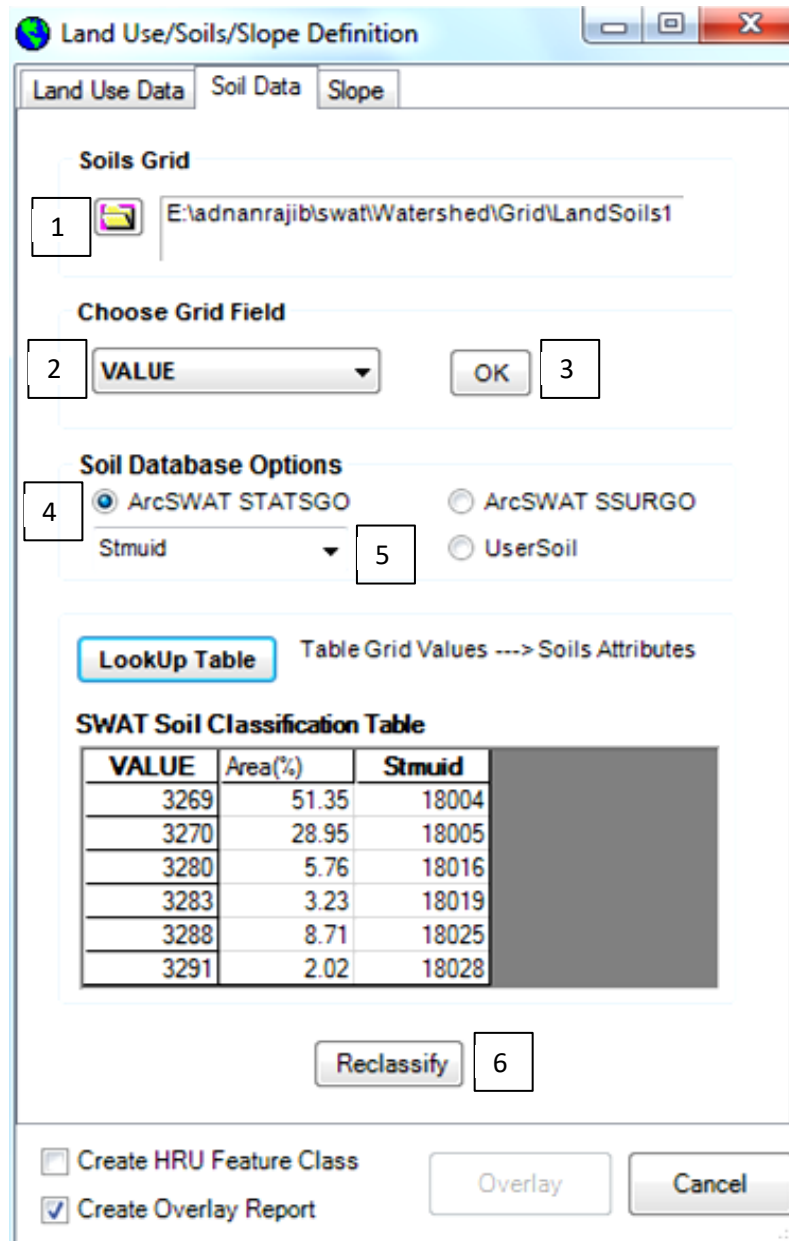 Land Use/Soils/Slope Definition
Land Use Data Soil Data Slope
Soils Grid
1 E:\adnanrajib\swat\Watershed\Grid\LandSoils1
Choose Grid Field
2 VALUE OK 3
Soil Database Options
4 ArcSWAT STATSGO ArcSWAT SSURGO
Stmuid 5 UserSoil
LookUp Table Table Grid Values ---> Soils Attributes
SWAT Soil Classification Table
VALUE Area(%) Stmuid
3269 51.35 18004
3270 28.95 18005
3280 5.76 18016
3283 3.23 18019
3288 8.71 18025
3291 2.02 18028
Reclassify 6
Create HRU Feature Class
Overlay Cancel
Create Overlay Report